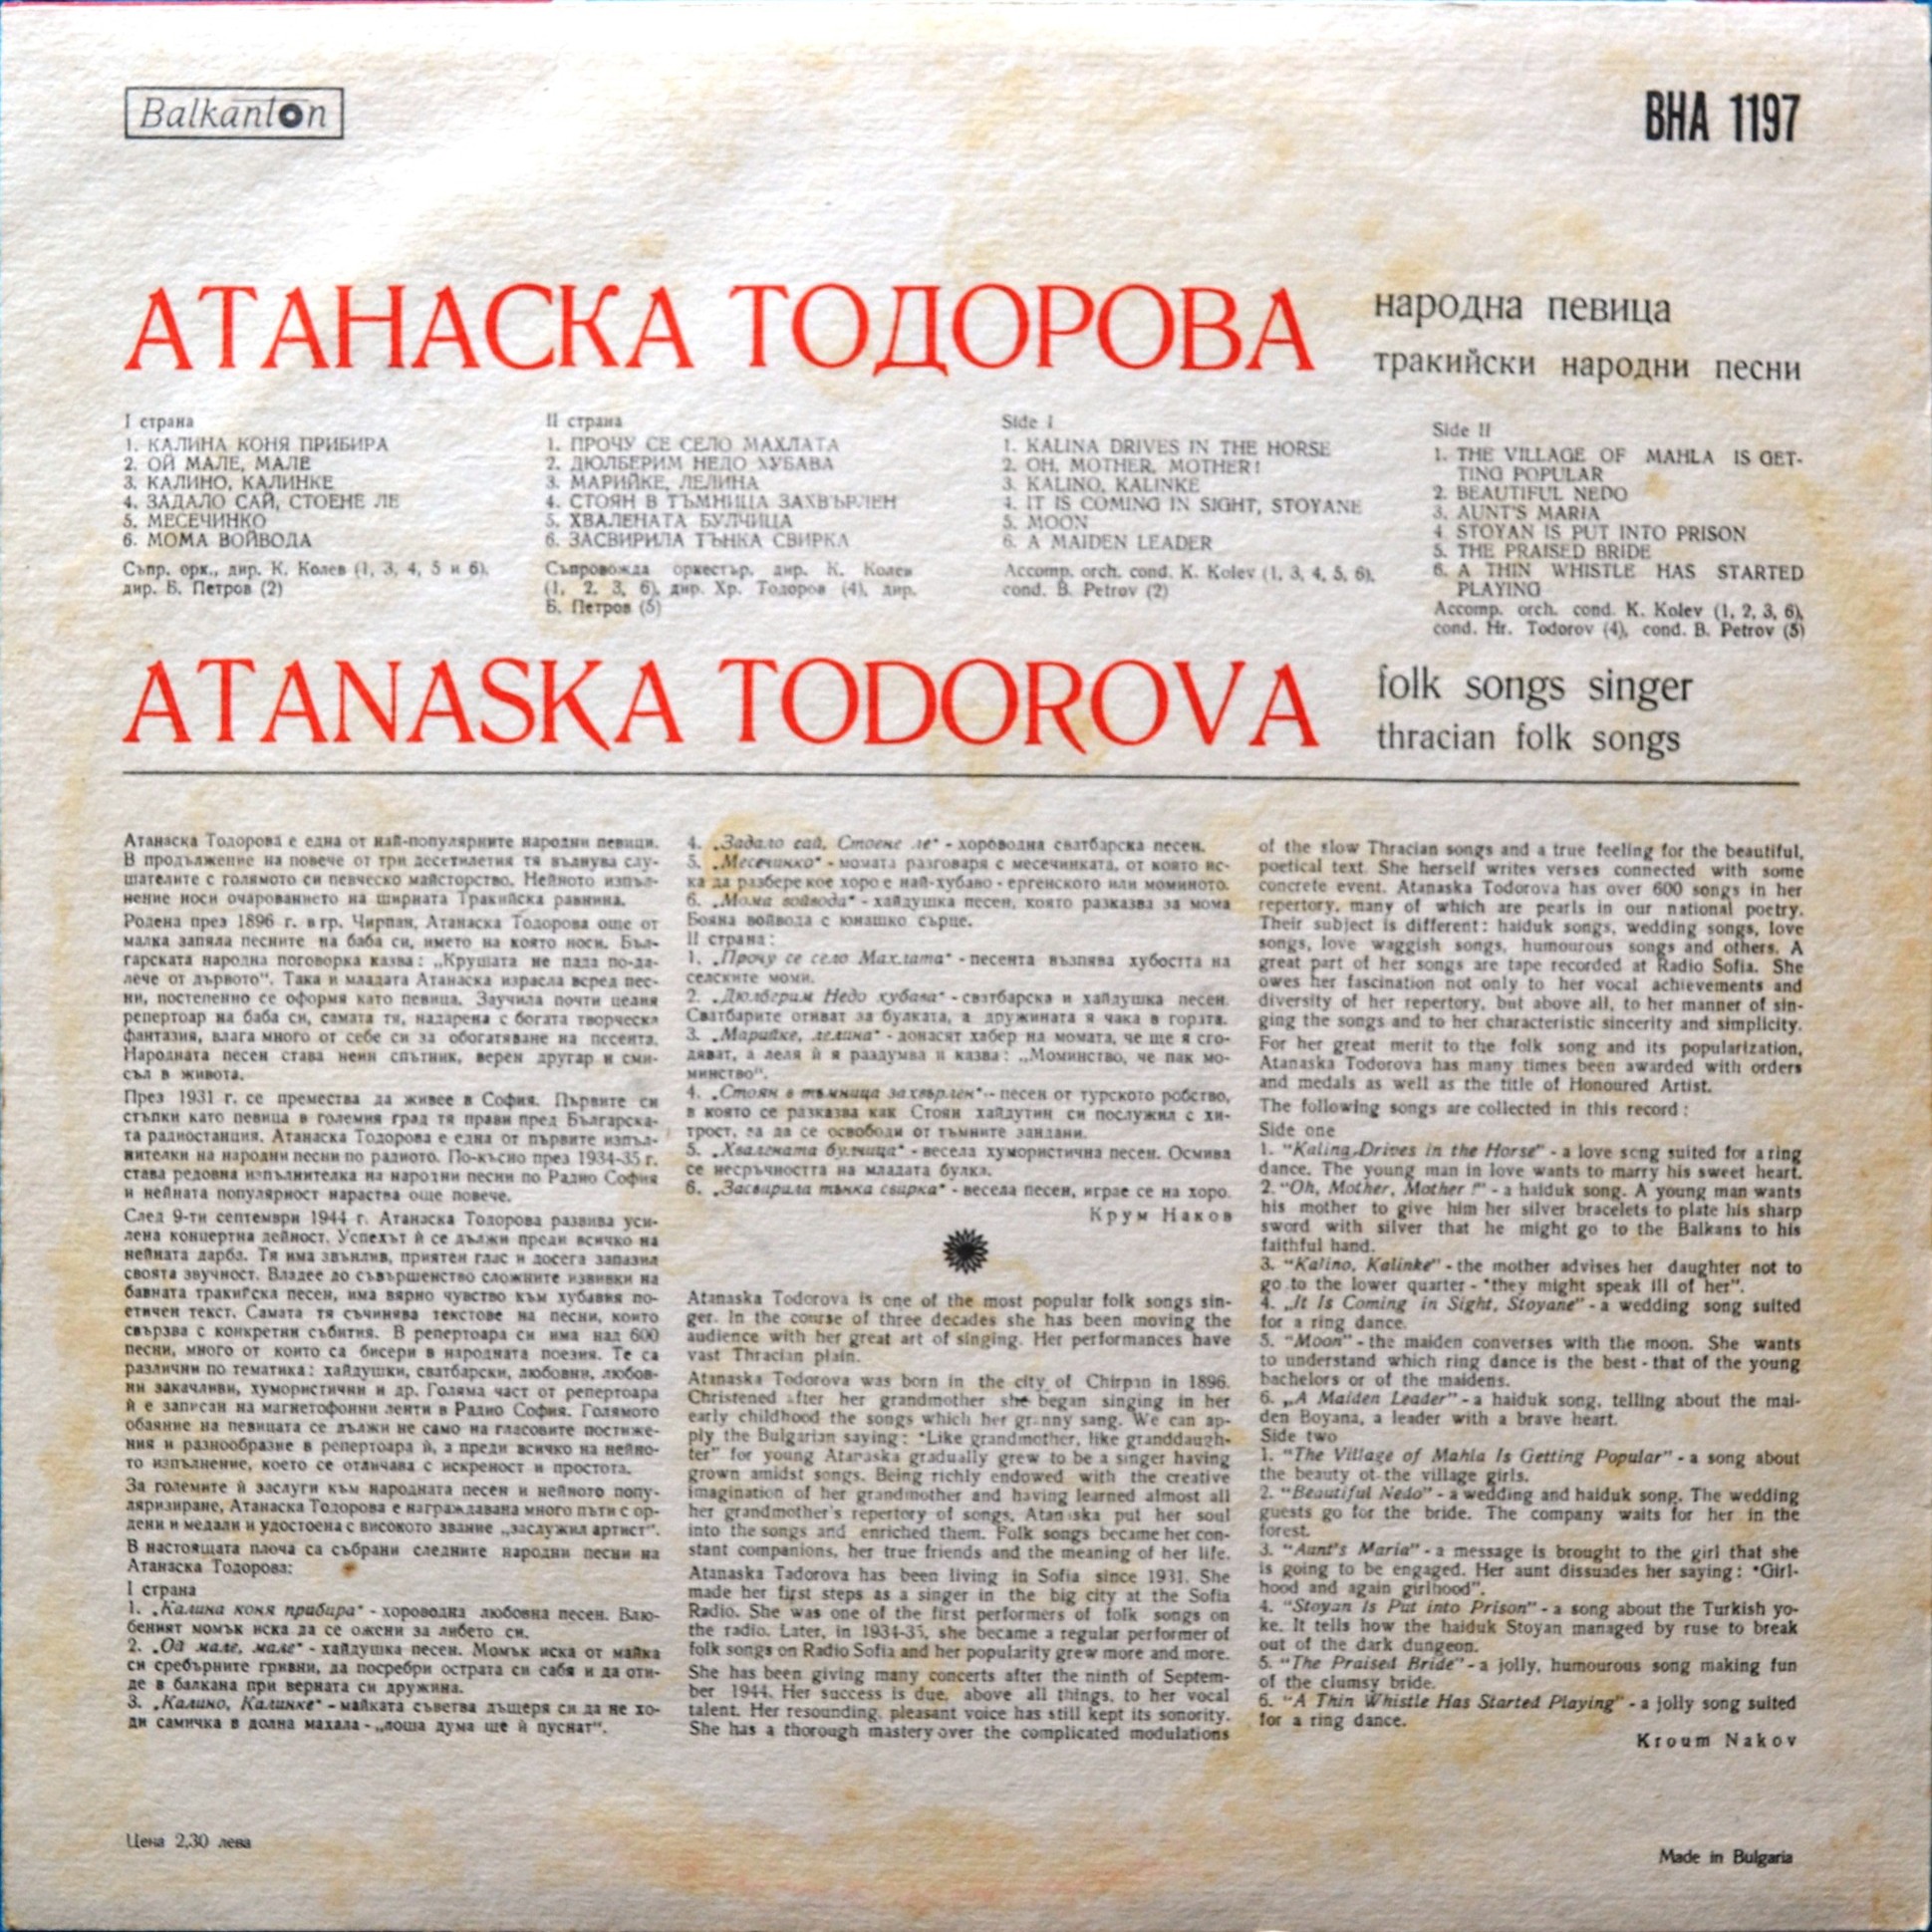 Balkanton
ВНА 1197
АТАНАСКА ТОДОРОВА
народна певица
тракийски народни песни
I страна
1. КАЛИНА КОНЯ ПРИБИРА
2. ОЙ МАЛЕ, МАЛЕ
3. КАЛИНО, КАЛИНКЕ
4. ЗАДАЛО САЙ, СТОЕНЕ ЛЕ
5. МЕСЕЧИНКО
6. МОМА ВОЙВОДА
Съпр. орк., дир. К. Колев (1, 3, 4, 5 и 6),
дир. Б. Петров (2)
II страна
1. ПРОЧУ СЕ СЕЛО МАХЛАТА
2. ДЮЛБЕРИМ НЕДО ХУБАВА
3. МАРИЙКЕ, ЛЕЛИНА
4. СТОЯН В ТЪМНИЦА ЗАХВЪРЛЕН
5. ХВАЛЕНАТА БУЛЧИЦА
6. ЗАСВИРИЛА ТЪНКА СВИРКА
Съпровожда оркестър, дир. К. Колев
(1, 2, 3, 6), дир. Хр. Тодоров (4), дир.
Б. Петров (5)
Side I
1. KALINA DRIVES IN THE HORSE
2. OH, MOTHER, MOTHER!
3. KALINO, KALINKE
4. IT IS COMING IN SIGHT, STOYANE
5. MOON
6. A MAIDEN LEADER
Accomp. orch. cond. K. Kolev (1, 3, 4, 5, 6),
cond. B. Petrov (2)
Side II
1. THE VILLAGE OF MAHLA IS GET-
TING POPULAR
2. BEAUTIFUL NEDO
3. AUNT'S MARIA
4 STOYAN IS PUT INTO PRISON
5. THE PRAISED BRIDE
6. A THIN WHISTLE HAS STARTED
PLAYING
Accomp. orch. cond. K. Kolev (1, 2, 3, 6),
cond. Hr. Todorov (4), cond. B. Petrov (5)
ATANASKA TODOROVA
folk songs singer
thracian folk songs
Атанаска Тодорова е една от най-популярните народни певици.
В продължение на повече от три десетилетия тя вълнува слу-
шателите с голямото си певческо майсторство. Нейното изпъл-
нение носи очарованието на ширната Тракийска равнина.
Родена през 1896 г. в гр. Чирпан, Атанаска Тодорова още от
малка запяла песните на баба си, името на която носи. Бъл-
гарската народна поговорка казва: „Крушата не пада по-да-
лече от дървото". Така и младата Атанаска израсла всред пес-
ни, постепенно се оформя като певица. Заучила почти целия
репертоар на баба си, самата тя, надарена с богата творческа
фантазия, влага много от себе си за обогатяване на песента.
Народната песен става неин спътник, верен другар и сми-
съл в живота.
През 1931 г. се премества да живее в София. Първите си
стъпки като певица в големия град тя прави пред Българска-
та радиостанция. Атанаска Тодорова е една от първите изпъл-
нителки на народни песни по радиото. По-късно през 1934-35 г.
става редовна изпълнителка на народни песни по Радио София
и нейната популярност нараства още повече.
След 9-ти септември 1944 г. Атанаска Тодорова развива уси-
лена концертна дейност. Успехът ѝ се дължи преди всичко на
нейната дарба. Тя има звънлив, приятен глас и досега запазил
своята звучност. Владее до съвършенство сложните извивки на
бавната тракийска песен, има вярно чувство към хубавия по-
етичен текст. Самата тя съчинява текстове на песни, които
свързва с конкретни събития. В репертоара си има над 600
песни, много от които са бисери в народната поезия. Те са
различни по тематика: хайдушки, сватбарски, любовни, любов-
ни закачливи, хумористични и др. Голяма част от репертоара
ѝ е записан на магнетофонни ленти в Радио София. Голямото
обаяние на певицата се дължи не само на гласовите постиже-
ния и разнообразие в репертоара ѝ, а преди всичко на нейно-
то изпълнение, което се отличава с искреност и простота.
За големите ѝ заслуги към народната песен и нейното попу-
ляризиране, Атанаска Тодорова е награждавана много пъти с ор-
дени и медали и удостоена с високото звание „заслужил артист".
В настоящата плоча са събрани следните народни песни на
Атанаска Тодорова:
I страна
1. „Калина коня прибира" - хороводна любовна песен. Влю-
беният момък иска да се ожени за либето си.
2. „Ой мале, мале" - хайдушка песен. Момък иска от майка
си сребърните гривни, да посребри острата си сабя и да оти-
де в балкана при верната си дружина.
3. „Калино, Калинке" - майката съветва дъщеря си да не хо-
ди самичка в долна махала - „лоша дума ще ѝ пуснат".
4. „Задало сай, Стоене ле" - хороводна сватбарска песен.
5. „Месечинко" - момата разговаря с месечинката, от която ис-
ка да разбере кое хоро е най-хубаво - ергенското или моминото.
6. „Мома войвода" - хайдушка песен, която разказва за мома
Бояна войвода с юнашко сърце.
II страна:
1. „Прочу се село Махлата" - песента възпява хубостта на
селските моми.
2. „Дюлберим Недо хубава" - сватбарска и хайдушка песен.
Сватбарите отиват за булката, а дружината я чака в гората.
3. „Марийке, лелина" - донасят хабер на момата, че ще я сго-
дяват, а леля ѝ я раздумва и казва: „Моминство, че пак мо-
минство".
4. „Стоян в тъмница захвърлен" - песен от турското робство,
в която се разказва как Стоян хайдутин си послужил с хи-
трост, за да се освободи от тъмните зандани.
5. „Хвалената булчица" - весела хумористична песен. Осмива
се несръчността на младата булка.
6. „Засвирила тънка свирка" - весела песен, играе се на хоро.
Крум Наков
Atanaska Todorova is one of the most popular folk songs sin-
ger. In the course of three decades she has been moving the
audience with her great art of singing. Her performances have
vast Thracian plain.
Atanaska Todorova was born in the city of Chirpan in 1896.
Christened after her grandmother she began singing in her
early childhood the songs which her granny sang. We can ap-
ply the Bulgarian saying: "Like grandmother, like granddaugh-
ter" for young Ataraska gradually grew to be a singer having
grown amidst songs. Being richly endowed with the creative
imagination of her grandmother and having learned almost all
her grandmother's repertory of songs, Atanaska put her soul
into the songs and enriched them. Folk songs became her con-
stant companions, her true friends and the meaning of her life.
Atanaska Tadorova has been living in Sofia since 1931. She
made her first steps as a singer in the big city at the Sofia
Radio. She was one of the first performers of folk songs on
the radio. Later, in 1934-35, she became a regular performer of
folk songs on Radio Sofia and her popularity grew more and more.
She has been giving many concerts after the ninth of Septem-
ber 1944. Her success is due, above all things, to her vocal
talent. Her resounding, pleasant voice has still kept its sonority.
She has a thorough mastery over the complicated modulations
of the slow Thracian songs and a true feeling for the beautiful,
poetical text. She herself writes verses connected with some
concrete event. Atanaska Todorova has over 600 songs in her
repertory, many of which are pearls in our national poetry.
Their subject is different: haiduk songs, wedding songs, love
songs, love waggish songs, humourous songs and others. A
great part of her songs are tape recorded at Radio Sofia. She
owes her fascination not only to her vocal achievements and
diversity of her repertory, but above all, to her manner of sin-
ging the songs and to her characteristic sincerity and simplicity.
For her great merit to the folk song and its popularization,
Atanaska Todorova has many times been awarded with orders
and medals as well as the title of Honoured Artist.
The following songs are collected in this record:
Side one
1. "Kalina Drives in the Horse" - a love song suited for a ring
dance. The young man in love wants to marry his sweet heart.
2. "Oh, Mother, Mother!" - a haiduk song. A young man wants
his mother to give him her silver bracelets to plate his sharp
sword with silver that he might go to the Balkans to his
faithful hand.
3. "Kalino, Kalinke" - the mother advises her daughter not to
go to the lower quarter - "they might speak ill of her".
4. „It Is Coming in Sight, Stoyane" - a wedding song suited
for a ring dance.
5. "Moon" - the maiden converses with the moon. She wants
to understand which ring dance is the best - that of the young
bachelors or of the maidens.
6. „A Maiden Leader" - a haiduk song, telling about the mai-
den Boyana, a leader with a brave heart.
Side two
1. "The Village of Mahla Is Getting Popular" - a song about
the beauty ot the village girls.
2. "Beautiful Nedo" - a wedding and haiduk song. The wedding
guests go for the bride. The company waits for her in the
forest.
3. "Aunt's Maria" - a message is brought to the girl that she
is going to be engaged. Her aunt dissuades her saying: "Girl-
hood and again girlhood".
4. "Stoyan Is Put into Prison" - a song about the Turkish yo-
ke. It tells how the haiduk Stoyan managed by ruse to break
out of the dark dungeon.
5. "The Praised Bride" - a jolly, humourous song making fun
of the clumsy bride.
6. "A Thin Whistle Has Started Playing" - a jolly song suited
for a ring dance.
Kroum Nakov
Цена 2,30 лева
Made in Bulgaria